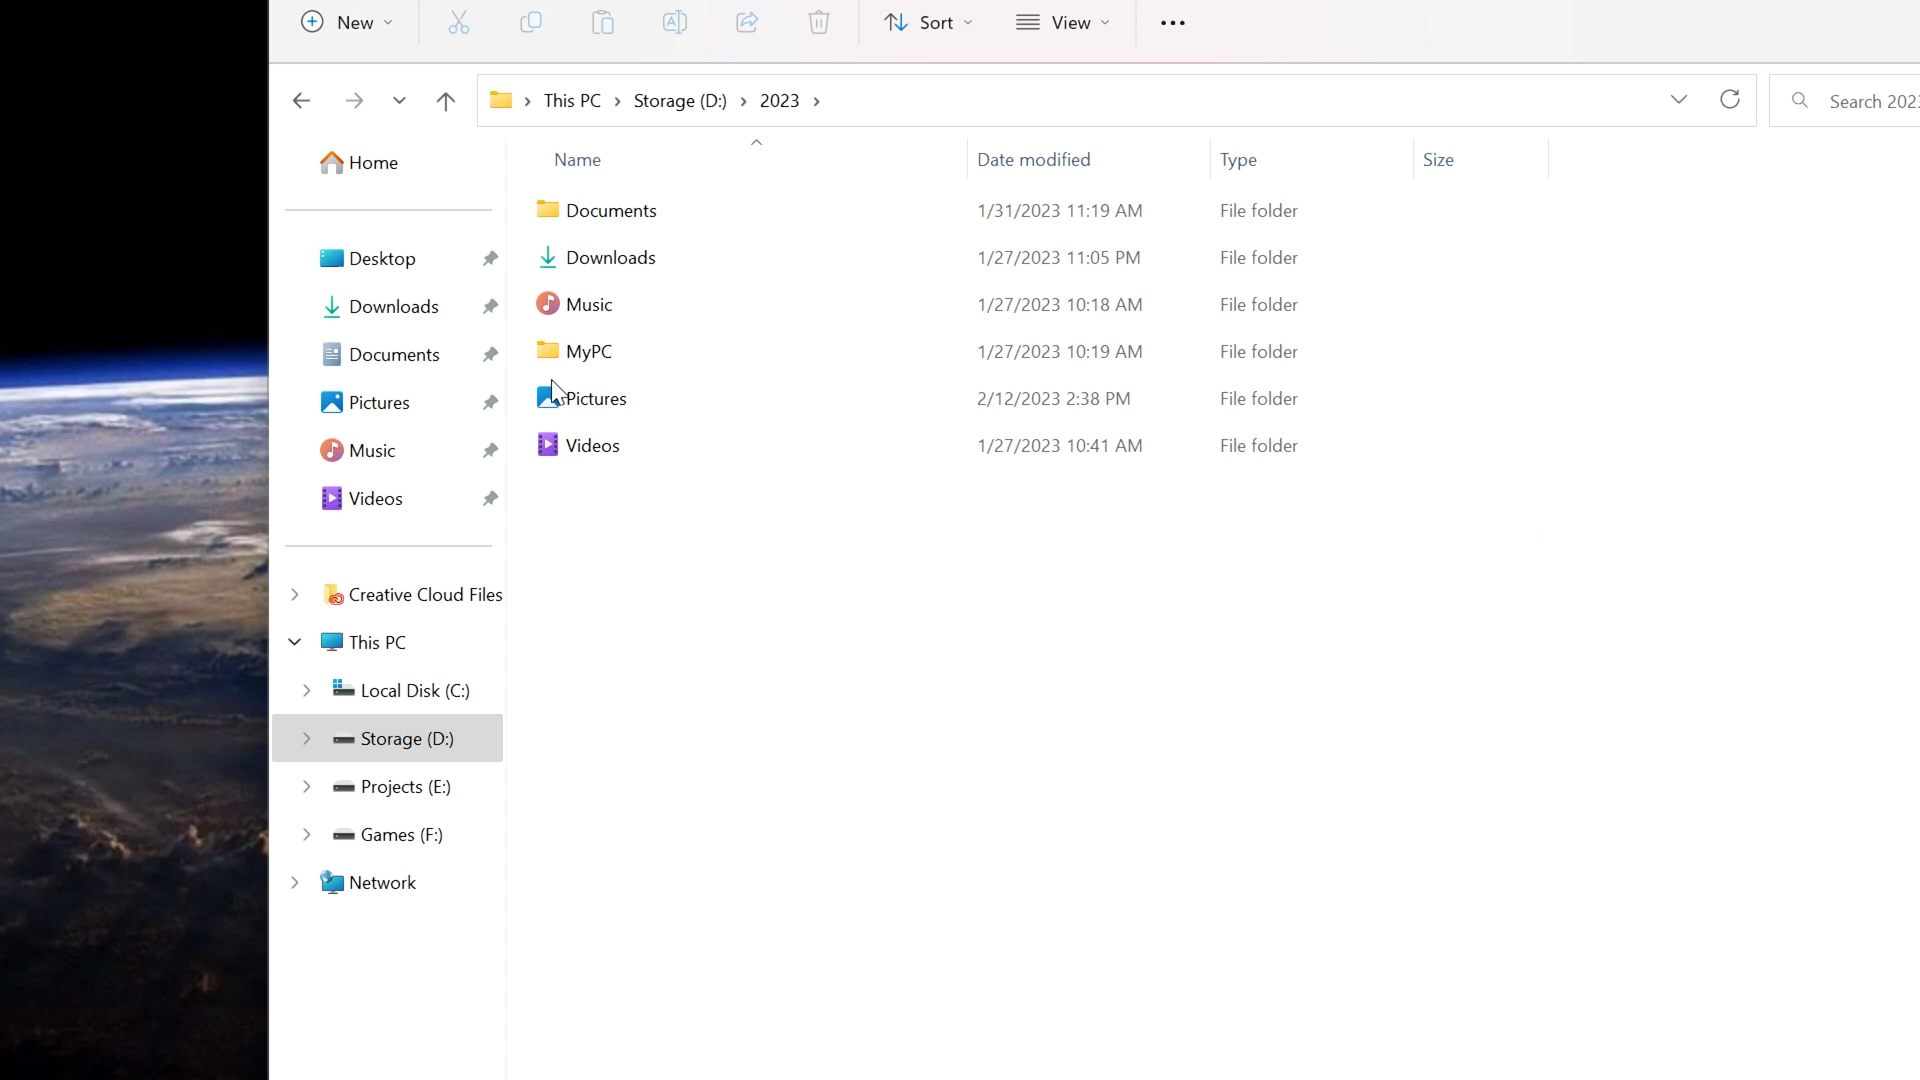 New
Sort
View
This PC
Storage (D:)
2023
Search 202
Name
Date modified
Type
Size
Home
Desktop
Downloads
Documents
Pictures
Music
Videos
Creative Cloud Files
This PC
Local Disk (C:)
Storage (D:)
Projects (E:)
Games (F:)
Network
Documents 1/31/2023 11:19 AM File folder
Downloads 1/27/2023 11:05 PM File folder
Music 1/27/2023 10:18 AM File folder
MyPC 1/27/2023 10:19 AM File folder
Pictures 2/12/2023 2:38 PM File folder
Videos 1/27/2023 10:41 AM File folder